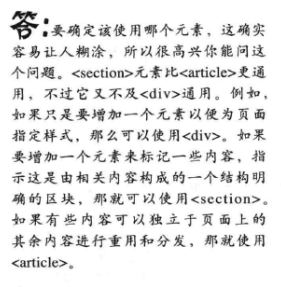 答：要确定该使用哪个元素，这确实
容易让人糊涂，所以很高兴你能问这
个问题。<section>元素比<article>更通
用，不过它又不及<div>通用。例如，
如果只是要增加一个元素以便为页面
指定样式，那么可以使用<div>。如果
要增加一个元素来标记一些内容，指
示这是由相关内容构成的一个结构明
确的区块，那就可以使用<section>。
如果有些内容可以独立于页面上的
其余内容进行重用和分发，那就使用
<article>。